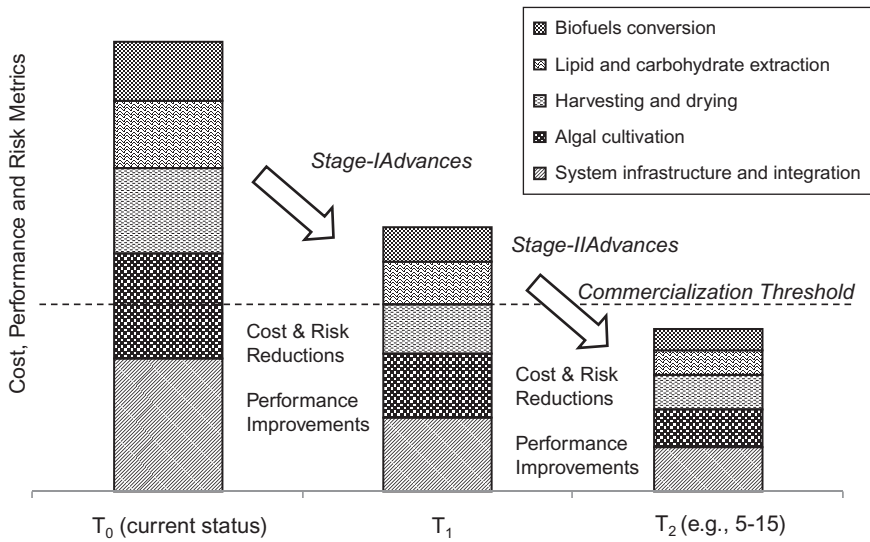 Cost, Performance and Risk Metrics
Biofuels conversion
Lipid and carbohydrate extraction
Harvesting and drying
Algal cultivation
System infrastructure and integration
Stage-IAdvances
Stage-IIAdvances
Commercialization Threshold
Cost & Risk
Reductions
Performance
Improvements
Cost & Risk
Reductions
Performance
Improvements
T₀ (current status)
T₁
T₂ (e.g., 5-15)